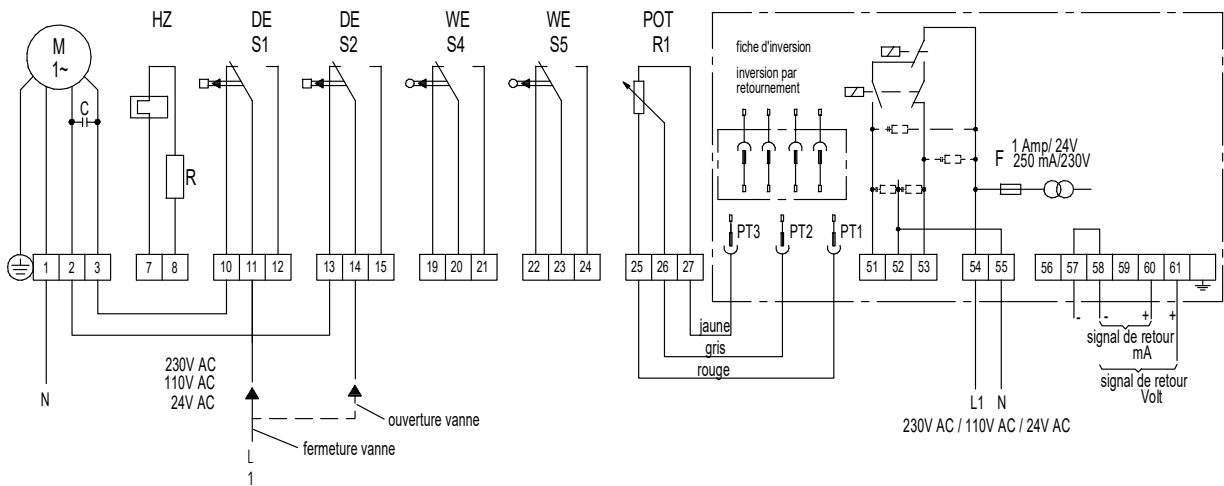 HZ DE DE WE WE POT
S1 S2 S4 S5 R1
M
1~
C
R
fiche d'inversion
inversion par
retournement
F 1 Amp/ 24V
250 mA/230V
PT3 PT2 PT1
1 2 3 7 8 10 11 12 13 14 15 19 20 21 22 23 24 25 26 27 51 52 53 54 55 56 57 58 59 60 61
- - + +
jaune
gris
rouge
signal de retour
mA
signal de retour
Volt
230V AC
110V AC
24V AC
N
ouverture vanne
fermeture vanne
L
1
L1 N
230V AC / 110V AC / 24V AC